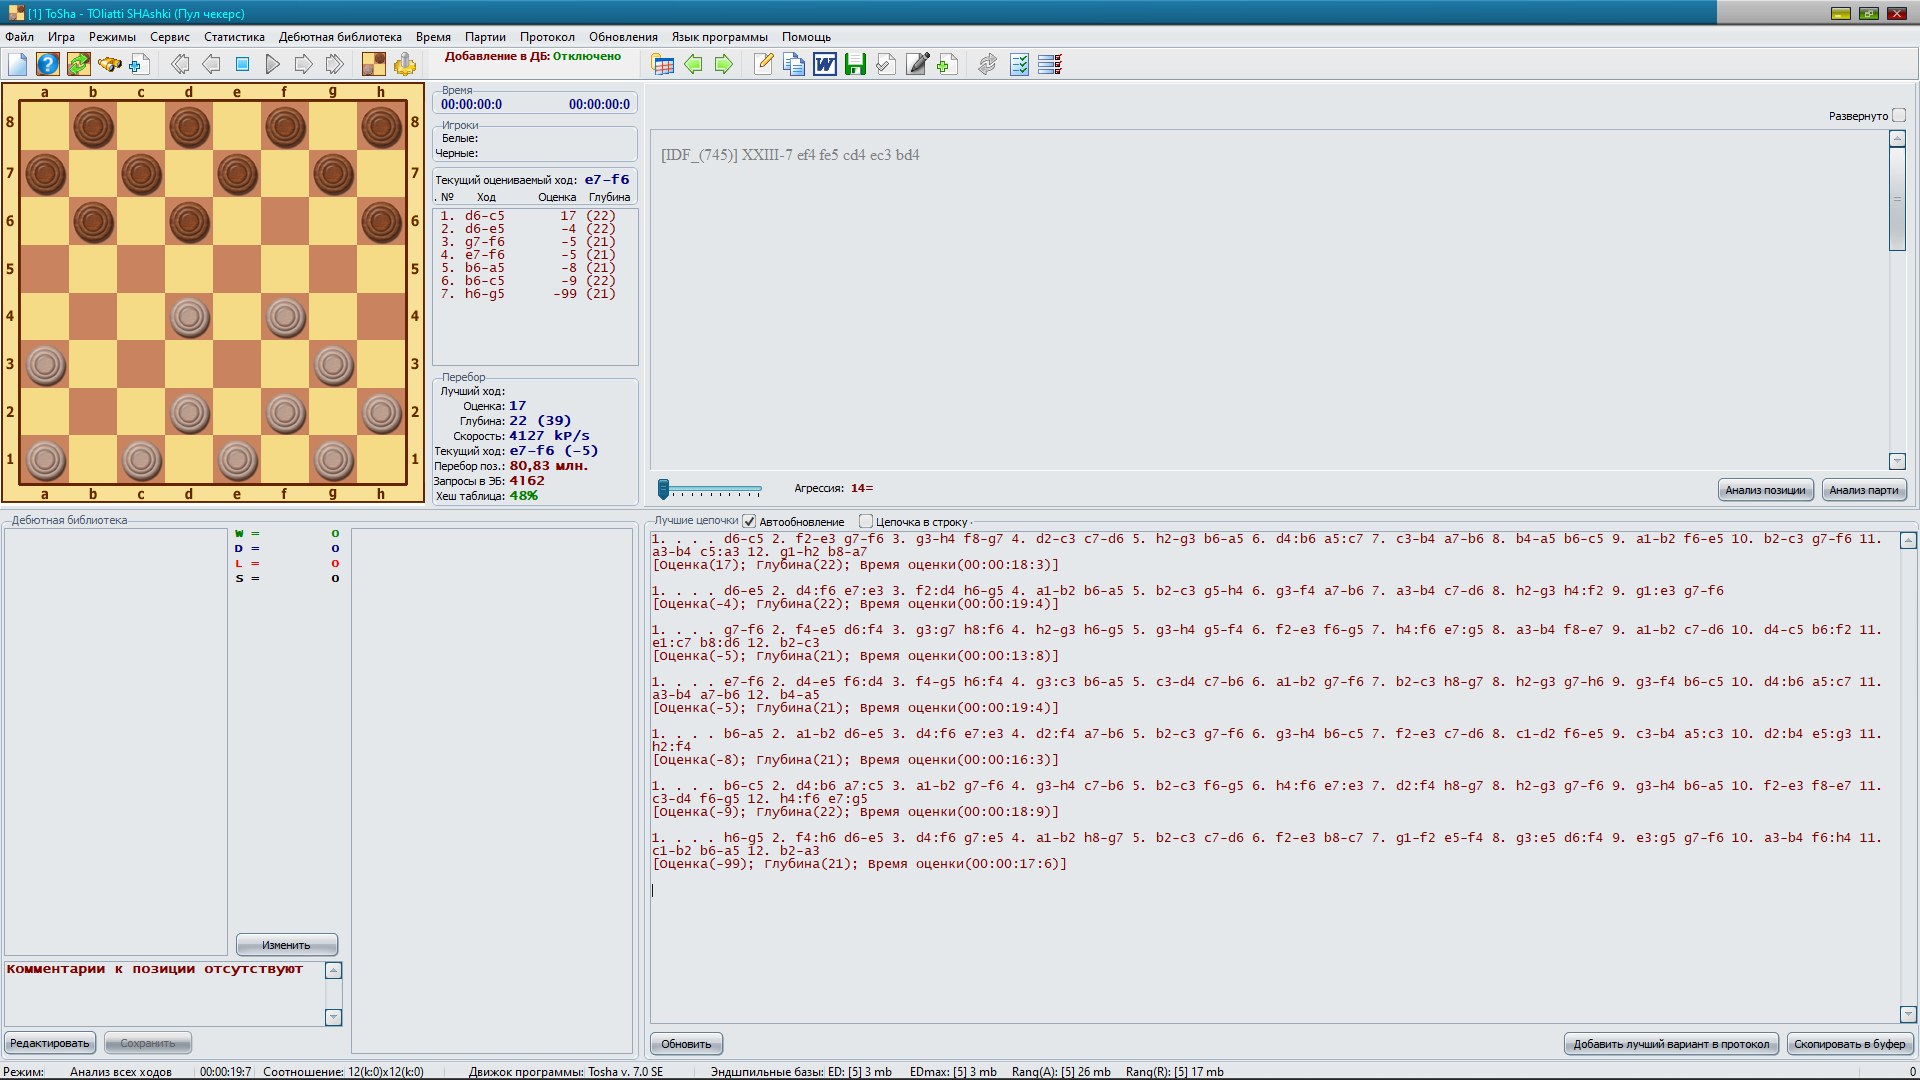 [1] ToSha - TOliatti SHAshki (Пул чекерс)
Файл Игра Режимы Сервис Статистика Дебютная библиотека Время Партии Протокол Обновления Язык программы Помощь
Добавление в ДБ: Отключено
a b c d e f g h
8 8
7 7
6 6
5 5
4 4
3 3
2 2
1 1
a b c d e f g h
Время
00:00:00:0 00:00:00:0
Игроки
Белые:
Черные:
Текущий оцениваемый ход: e7-f6
. № Ход Оценка Глубина
1. d6-c5 17 (22)
2. d6-e5 -4 (22)
3. g7-f6 -5 (21)
4. e7-f6 -5 (21)
5. b6-a5 -8 (21)
6. b6-c5 -9 (22)
7. h6-g5 -99 (21)
Перебор
Лучший ход:
Оценка: 17
Глубина: 22 (39)
Скорость: 4127 kP/s
Текущий ход: e7-f6 (-5)
Перебор поз.: 80,83 млн.
Запросы в ЭБ: 4162
Хеш таблица: 48%
Развернуто
[IDF_(745)] XXIII-7 ef4 fe5 cd4 ec3 bd4
Агрессия: 14=
Анализ позиции Анализ парти
Дебютная библиотека
W = 0
D = 0
L = 0
S = 0
Изменить
Комментарии к позиции отсутствуют
Редактировать Сохранить
Лучшие цепочки Автообновление Цепочка в строку
1. . . . d6-c5 2. f2-e3 g7-f6 3. g3-h4 f8-g7 4. d2-c3 c7-d6 5. h2-g3 b6-a5 6. d4:b6 a5:c7 7. c3-b4 a7-b6 8. b4-a5 b6-c5 9. a1-b2 f6-e5 10. b2-c3 g7-f6 11.
a3-b4 c5:a3 12. g1-h2 b8-a7
[Оценка(17); Глубина(22); Время оценки(00:00:18:3)]
1. . . . d6-e5 2. d4:f6 e7:e3 3. f2:d4 h6-g5 4. a1-b2 b6-a5 5. b2-c3 g5-h4 6. g3-f4 a7-b6 7. a3-b4 c7-d6 8. h2-g3 h4:f2 9. g1:e3 g7-f6
[Оценка(-4); Глубина(22); Время оценки(00:00:19:4)]
1. . . . g7-f6 2. f4-e5 d6:f4 3. g3:g7 h8:f6 4. h2-g3 h6-g5 5. g3-h4 g5-f4 6. f2-e3 f6-g5 7. h4:f6 e7:g5 8. a3-b4 f8-e7 9. a1-b2 c7-d6 10. d4-c5 b6:f2 11.
e1:c7 b8:d6 12. b2-c3
[Оценка(-5); Глубина(21); Время оценки(00:00:13:8)]
1. . . . e7-f6 2. d4-e5 f6:d4 3. f4-g5 h6:f4 4. g3:c3 b6-a5 5. c3-d4 c7-b6 6. a1-b2 g7-f6 7. b2-c3 h8-g7 8. h2-g3 g7-h6 9. g3-f4 b6-c5 10. d4:b6 a5:c7 11.
a3-b4 a7-b6 12. b4-a5
[Оценка(-5); Глубина(21); Время оценки(00:00:19:4)]
1. . . . b6-a5 2. a1-b2 d6-e5 3. d4:f6 e7:e3 4. d2:f4 a7-b6 5. b2-c3 g7-f6 6. g3-h4 b6-c5 7. f2-e3 c7-d6 8. c1-d2 f6-e5 9. c3-b4 a5:c3 10. d2:b4 e5:g3 11.
h2:f4
[Оценка(-8); Глубина(21); Время оценки(00:00:16:3)]
1. . . . b6-c5 2. d4:b6 a7:c5 3. a1-b2 g7-f6 4. g3-h4 c7-b6 5. b2-c3 f6-g5 6. h4:f6 e7:e3 7. d2:f4 h8-g7 8. h2-g3 g7-f6 9. g3-h4 b6-a5 10. f2-e3 f8-e7 11.
c3-d4 f6-g5 12. h4:f6 e7:g5
[Оценка(-9); Глубина(22); Время оценки(00:00:18:9)]
1. . . . h6-g5 2. f4:h6 d6-e5 3. d4:f6 g7:e5 4. a1-b2 h8-g7 5. b2-c3 c7-d6 6. f2-e3 b8-c7 7. g1-f2 e5-f4 8. g3:e5 d6:f4 9. e3:g5 g7-f6 10. a3-b4 f6:h4 11.
c1-b2 b6-a5 12. b2-a3
[Оценка(-99); Глубина(21); Время оценки(00:00:17:6)]
Обновить Добавить лучший вариант в протокол Скопировать в буфер
Режим: Анализ всех ходов 00:00:19:7 Соотношение: 12(k:0)x12(k:0) Движок программы: Tosha v. 7.0 SE Эндшпильные базы: ED: [5] 3 mb EDmax: [5] 3 mb Rang(A): [5] 26 mb Rang(R): [5] 17 mb 0